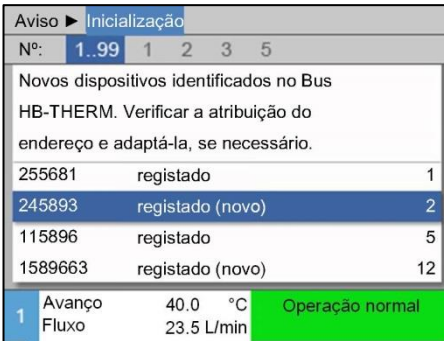 Aviso ► Inicialização
Nº: 1..99 1 2 3 5
Novos dispositivos identificados no Bus
HB-THERM. Verificar a atribuição do
endereço e adaptá-la, se necessário.
255681 registado 1
245893 registado (novo) 2
115896 registado 5
1589663 registado (novo) 12
1 Avanço 40.0 °C Operação normal
Fluxo 23.5 L/min